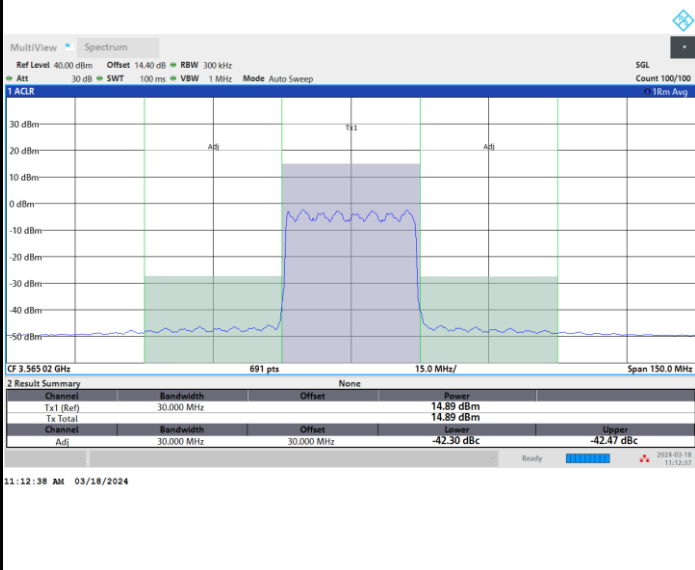 MultiView Spectrum
Ref Level 40.00 dBm Offset 14.40 dB RBW 300 kHz SGL
Att 30 dB SWT 100 ms VBW 1 MHz Mode Auto Sweep Count 100/100
1 ACLR 1Rm Avg
30 dBm
Tx1
20 dBm
Adj Adj
10 dBm
0 dBm
-10 dBm
-20 dBm
-30 dBm
-40 dBm
-50 dBm
CF 3.565 02 GHz 691 pts 15.0 MHz/ Span 150.0 MHz
2 Result Summary None
Channel Bandwidth Offset Power
Tx1 (Ref) 30.000 MHz 14.89 dBm
Tx Total 14.89 dBm
Channel Bandwidth Offset Lower Upper
Adj 30.000 MHz 30.000 MHz -42.30 dBc -42.47 dBc
Ready 2024-03-18
11:12:37
11:12:38 AM 03/18/2024